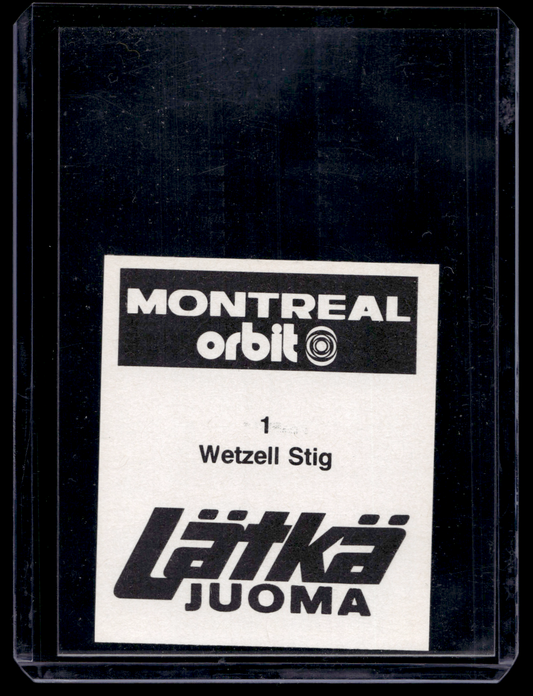 MONTREAL
orbit
1
Wetzell Stig
Lätkä
JUOMA